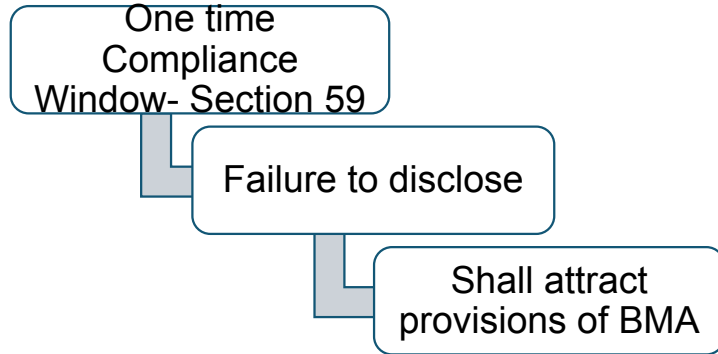 One time
Compliance
Window- Section 59
Failure to disclose
Shall attract
provisions of BMA